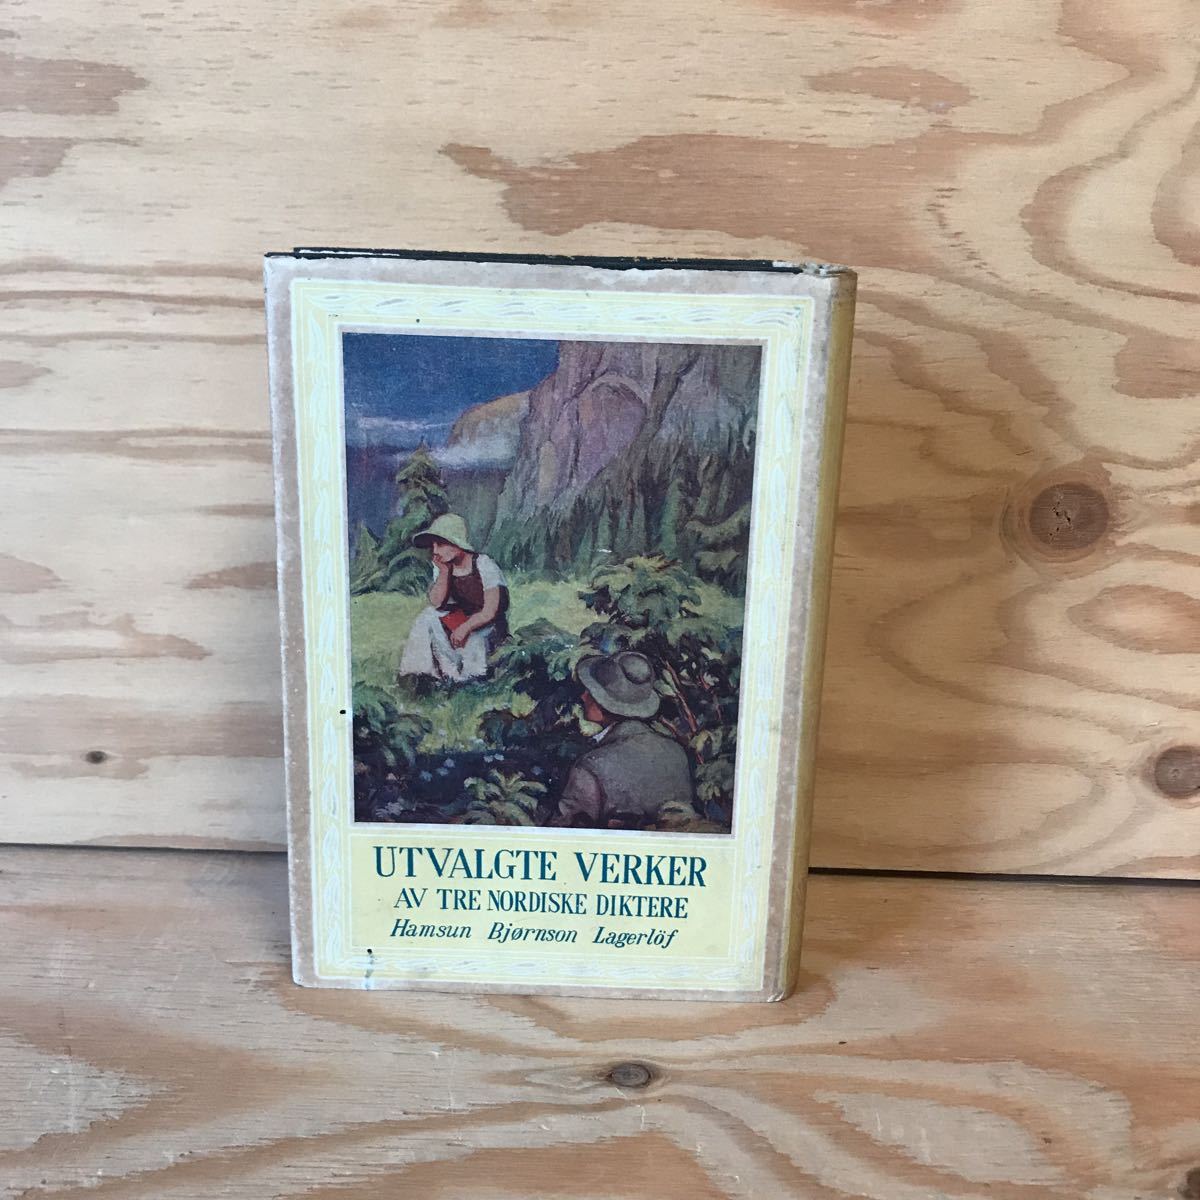 UTVALGTE VERKER
AV TRE NORDISKE DIKTERE
Hamsun Bjørnson Lagerlöf